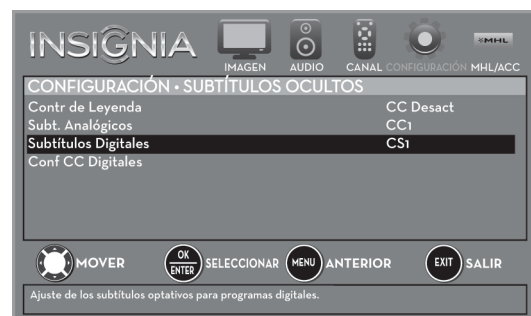 INSIGNIA
IMAGEN AUDIO CANAL CONFIGURACIÓN MHL/ACC
MHL
CONFIGURACIÓN • SUBTÍTULOS OCULTOS
Contr de Leyenda CC Desact
Subt. Analógicos CC1
Subtítulos Digitales CS1
Conf CC Digitales
MOVER OK ENTER SELECCIONAR MENU ANTERIOR EXIT SALIR
Ajuste de los subtítulos optativos para programas digitales.